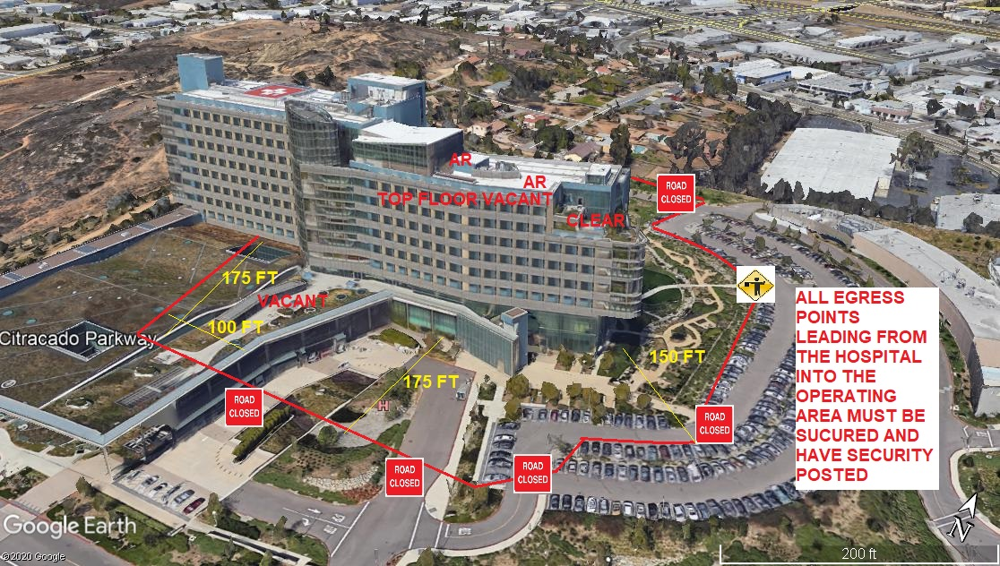 AR
AR
TOP FLOOR VACANT
CLEAR
ROAD
CLOSED
175 FT
VACANT
100 FT
Citracado Parkway
150 FT
175 FT
H
ROAD
CLOSED
ROAD
CLOSED
ROAD
CLOSED
ROAD
CLOSED
ALL EGRESS
POINTS
LEADING FROM
THE HOSPITAL
INTO THE
OPERATING
AREA MUST BE
SUCURED AND
HAVE SECURITY
POSTED
N
200 ft
Google Earth
©2020 Google